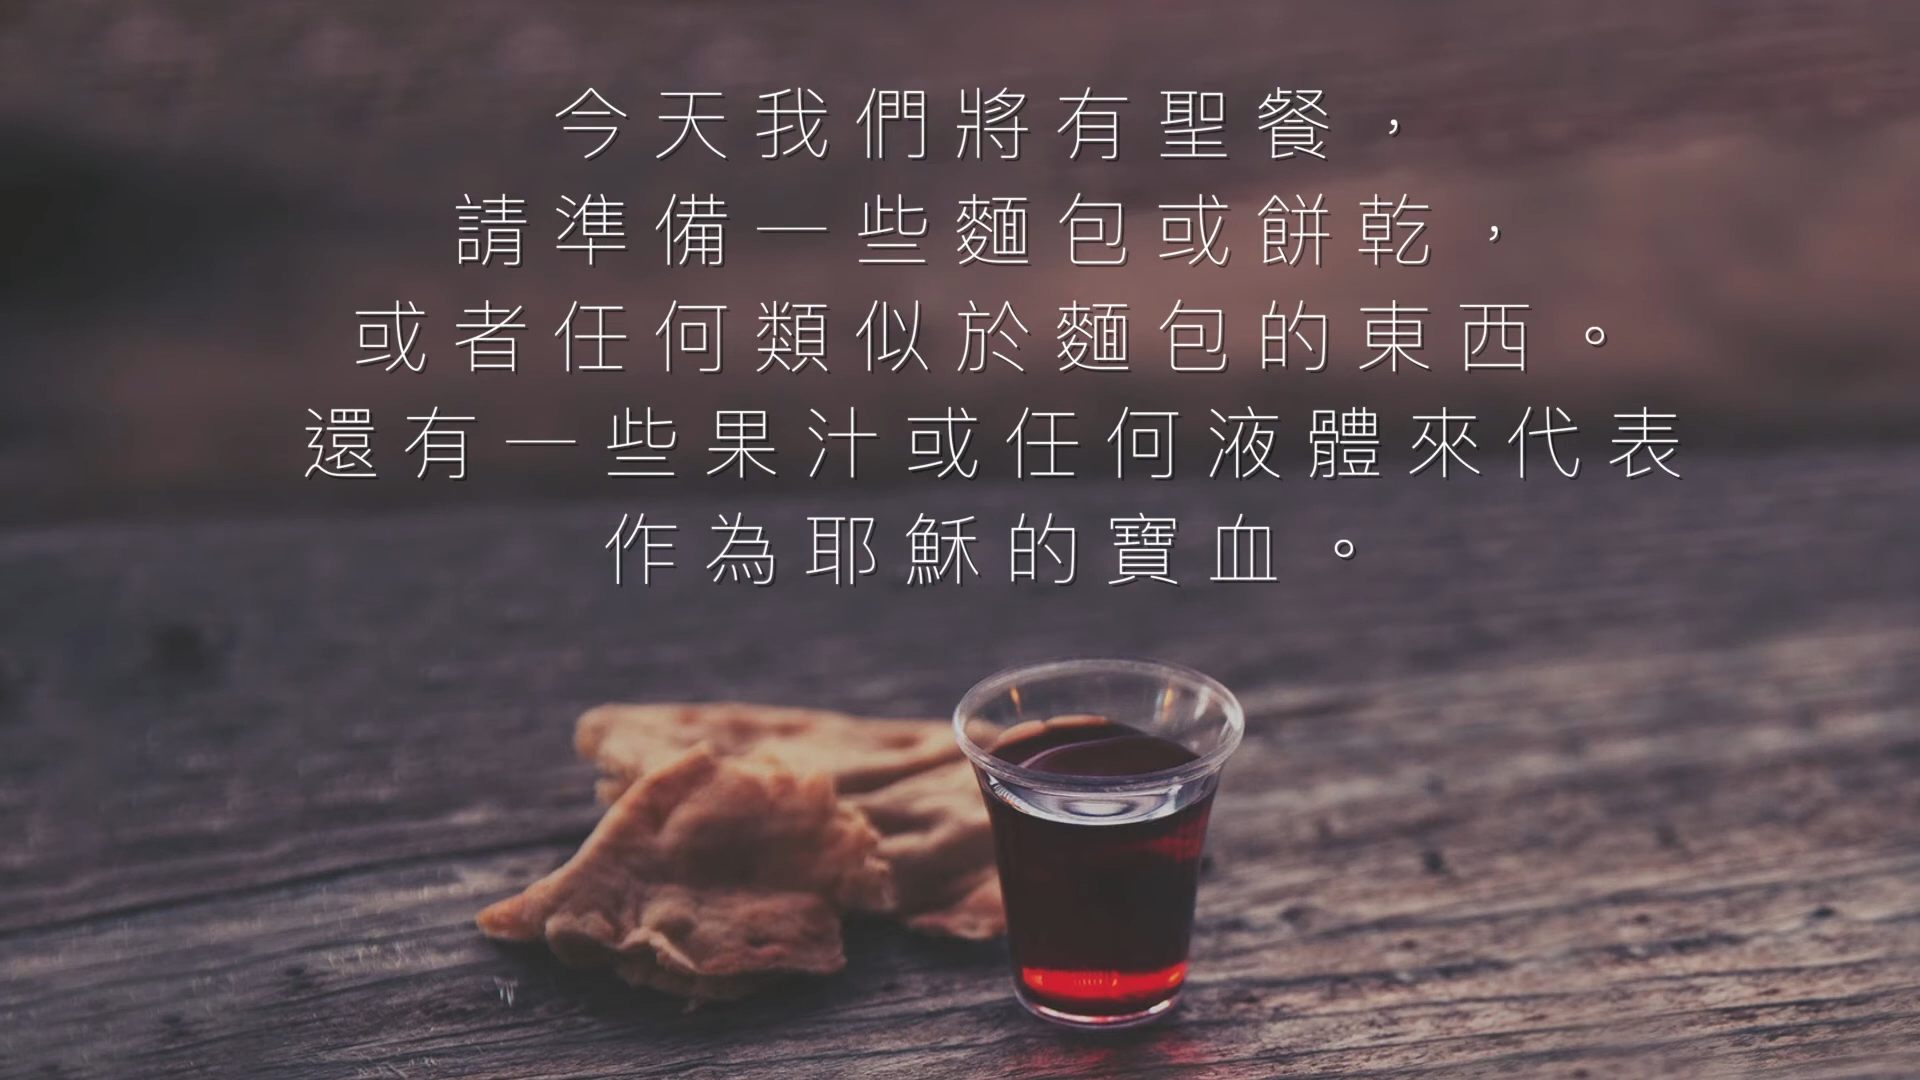 今天我們將有聖餐，
請準備一些麵包或餅乾，
或者任何類似於麵包的東西。
還有一些果汁或任何液體來代表
作為耶穌的寶血。